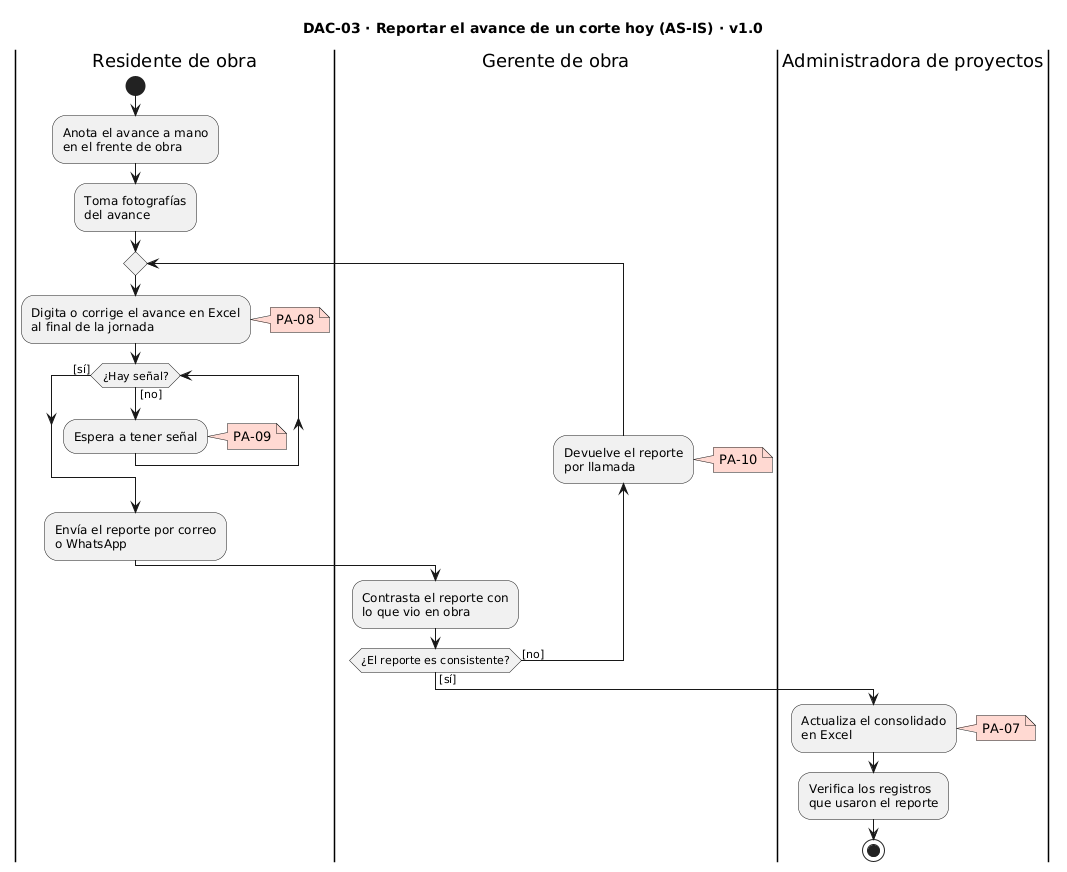 DAC-03 · Reportar el avance de un corte hoy (AS-IS) · v1.0
Residente de obra
Gerente de obra
Administradora de proyectos
Anota el avance a mano
en el frente de obra
Toma fotografías
del avance
Digita o corrige el avance en Excel
al final de la jornada
PA-08
[sí]
¿Hay señal?
[no]
Espera a tener señal
PA-09
Devuelve el reporte
por llamada
PA-10
Envía el reporte por correo
o WhatsApp
Contrasta el reporte con
lo que vio en obra
¿El reporte es consistente?
[no]
[sí]
Actualiza el consolidado
en Excel
PA-07
Verifica los registros
que usaron el reporte